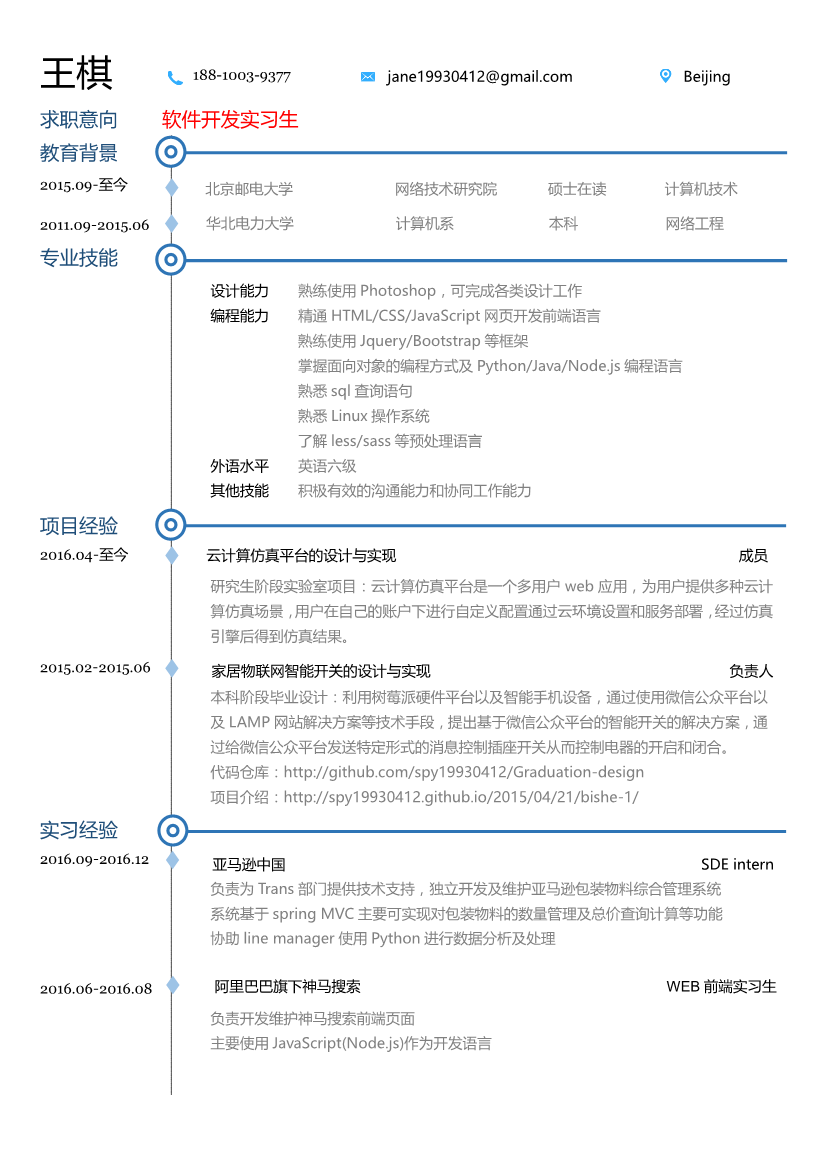 王棋 188-1003-9377 jane19930412@gmail.com Beijing
求职意向 软件开发实习生
教育背景
2015.09-至今 北京邮电大学 网络技术研究院 硕士在读 计算机技术
2011.09-2015.06 华北电力大学 计算机系 本科 网络工程
专业技能
设计能力 熟练使用 Photoshop，可完成各类设计工作
编程能力 精通 HTML/CSS/JavaScript 网页开发前端语言
熟练使用 Jquery/Bootstrap 等框架
掌握面向对象的编程方式及 Python/Java/Node.js 编程语言
熟悉 sql 查询语句
熟悉 Linux 操作系统
了解 less/sass 等预处理语言
外语水平 英语六级
其他技能 积极有效的沟通能力和协同工作能力
项目经验
2016.04-至今 云计算仿真平台的设计与实现 成员
研究生阶段实验室项目：云计算仿真平台是一个多用户 web 应用，为用户提供多种云计
算仿真场景，用户在自己的账户下进行自定义配置通过云环境设置和服务部署，经过仿真
引擎后得到仿真结果。
2015.02-2015.06 家居物联网智能开关的设计与实现 负责人
本科阶段毕业设计：利用树莓派硬件平台以及智能手机设备，通过使用微信公众平台以
及 LAMP 网站解决方案等技术手段，提出基于微信公众平台的智能开关的解决方案，通
过给微信公众平台发送特定形式的消息控制插座开关从而控制电器的开启和闭合。
代码仓库：http://github.com/spy19930412/Graduation-design
项目介绍：http://spy19930412.github.io/2015/04/21/bishe-1/
实习经验
2016.09-2016.12 亚马逊中国 SDE intern
负责为 Trans 部门提供技术支持，独立开发及维护亚马逊包装物料综合管理系统
系统基于 spring MVC 主要可实现对包装物料的数量管理及总价查询计算等功能
协助 line manager 使用 Python 进行数据分析及处理
2016.06-2016.08 阿里巴巴旗下神马搜索 WEB 前端实习生
负责开发维护神马搜索前端页面
主要使用 JavaScript(Node.js)作为开发语言